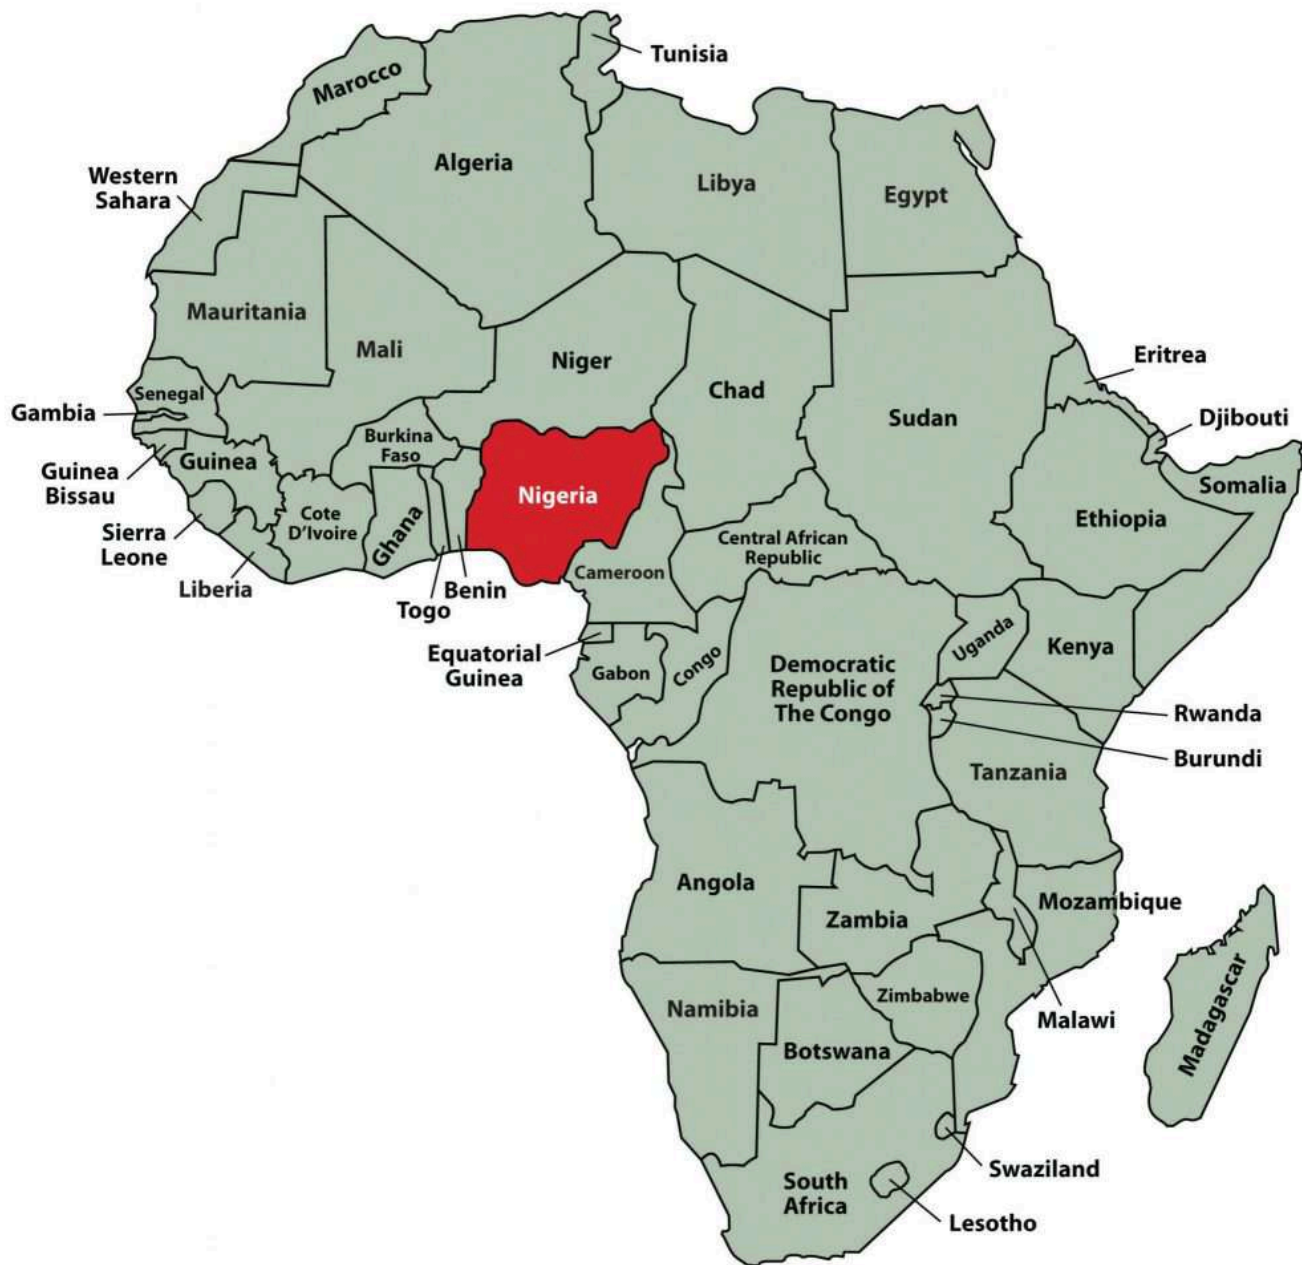 Tunisia
Marocco
Algeria
Libya
Egypt
Western
Sahara
Mauritania
Mali
Niger
Chad
Sudan
Eritrea
Djibouti
Senegal
Gambia
Guinea
Bissau
Guinea
Burkina
Faso
Sierra
Leone
Cote
D'Ivoire
Ghana
Liberia
Togo
Benin
Nigeria
Cameroon
Central African
Republic
Ethiopia
Somalia
Equatorial
Guinea
Gabon
Congo
Democratic
Republic of
The Congo
Uganda
Kenya
Rwanda
Burundi
Tanzania
Angola
Zambia
Mozambique
Malawi
Madagascar
Namibia
Zimbabwe
Botswana
South
Africa
Swaziland
Lesotho